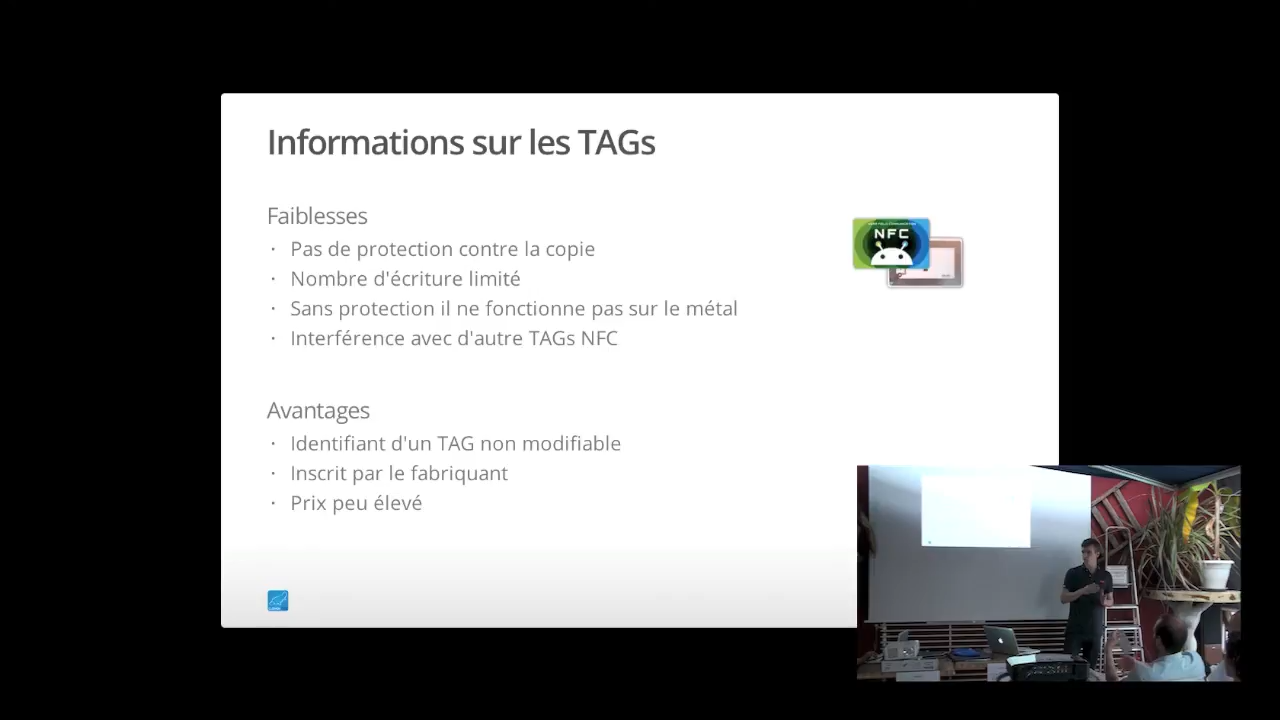 Informations sur les TAGs
Faiblesses
· Pas de protection contre la copie
· Nombre d'écriture limité
· Sans protection il ne fonctionne pas sur le métal
· Interférence avec d'autre TAGs NFC
NFC
Avantages
· Identifiant d'un TAG non modifiable
· Inscrit par le fabriquant
· Prix peu élevé